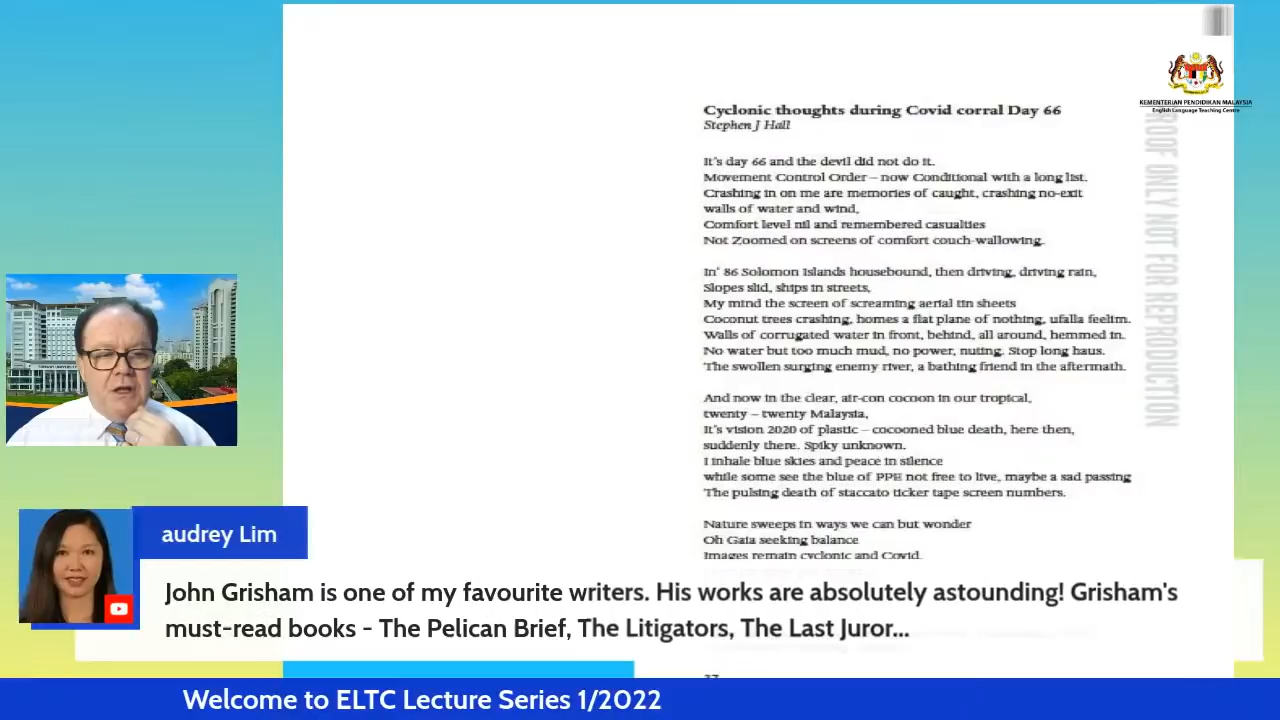 KEMENTERIAN PENDIDIKAN MALAYSIA
English Language Teaching Centre
Cyclonic thoughts during Covid corral Day 66
Stephen J Hall
It's day 66 and the devil did not do it.
Movement Control Order – now Conditional with a long list.
Crashing in on me are memories of caught, crashing no-exit
walls of water and wind,
Comfort level nil and remembered casualties
Not Zoomed on screens of comfort couch-wallowing.
In' 86 Solomon Islands housebound, then driving, driving rain,
Slopes slid, ships in streets,
My mind the screen of screaming aerial tin sheets
Coconut trees crashing, homes a flat plane of nothing, ufalla feelim.
Walls of corrugated water in front, behind, all around, hemmed in.
No water but too much mud, no power, nuting. Stop long haus.
The swollen surging enemy river, a bathing friend in the aftermath.
And now in the clear, air-con cocoon in our tropical,
twenty – twenty Malaysia,
It's vision 2020 of plastic – cocooned blue death, here then,
suddenly there. Spiky unknown.
I inhale blue skies and peace in silence
while some see the blue of PPE not free to live, maybe a sad passing
The pulsing death of staccato ticker tape screen numbers.
Nature sweeps in ways we can but wonder
Oh Gaia seeking balance
Images remain cyclonic and Covid.
ROOF ONLY NOT FOR REPRODUCTION
audrey Lim
John Grisham is one of my favourite writers. His works are absolutely astounding! Grisham's
must-read books - The Pelican Brief, The Litigators, The Last Juror...
Welcome to ELTC Lecture Series 1/2022